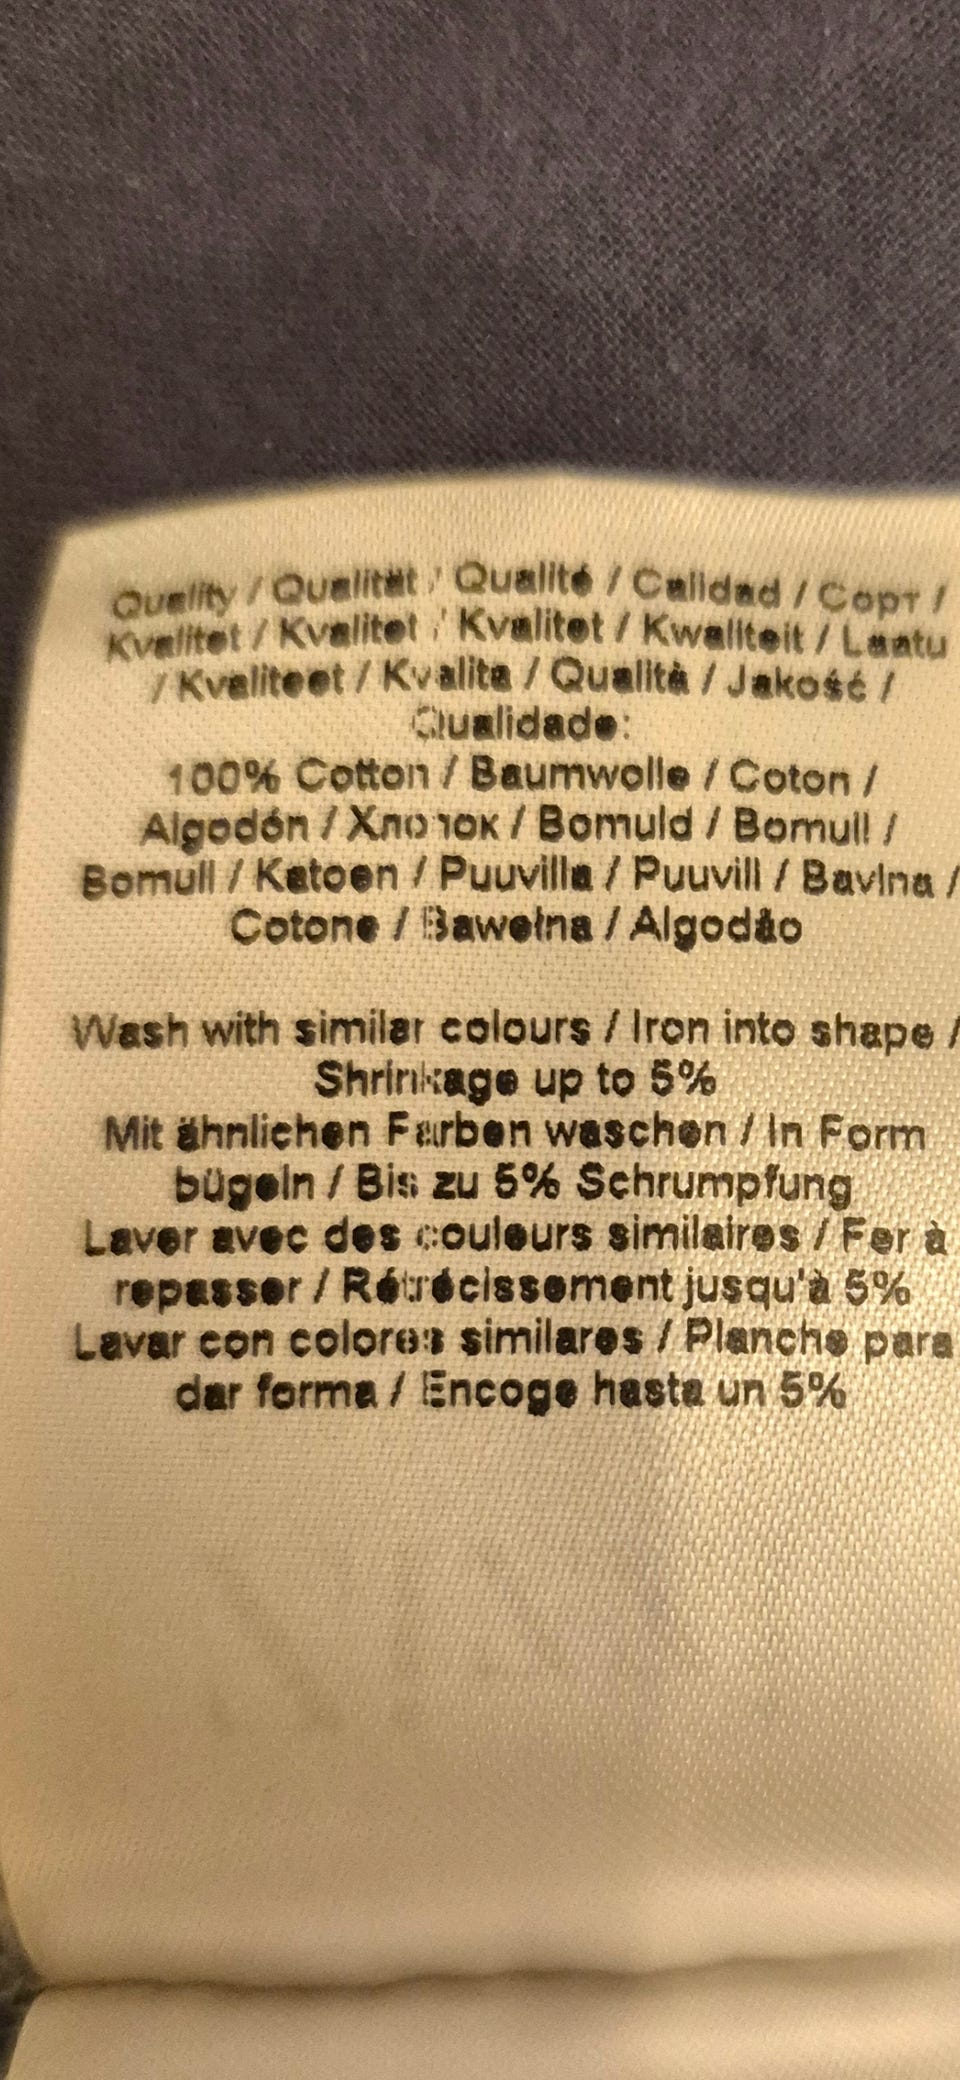 Quality / Qualität / Qualité / Calidad / Сорт /
Kvalitet / Kvalitet / Kvalitet / Kwaliteit / Laatu
/ Kvaliteet / Kvalita / Qualità / Jakość /
Qualidade:
100% Cotton / Baumwolle / Coton /
Algodón / Хлопок / Bomuld / Bomull /
Bomull / Katoen / Puuvilla / Puuvill / Bavlna /
Cotone / Bawełna / Algodão
Wash with similar colours / Iron into shape /
Shrinkage up to 5%
Mit ähnlichen Farben waschen / In Form
bügeln / Bis zu 5% Schrumpfung
Laver avec des couleurs similaires / Fer à
repasser / Rétrécissement jusqu'à 5%
Lavar con colores similares / Planche para
dar forma / Encoge hasta un 5%